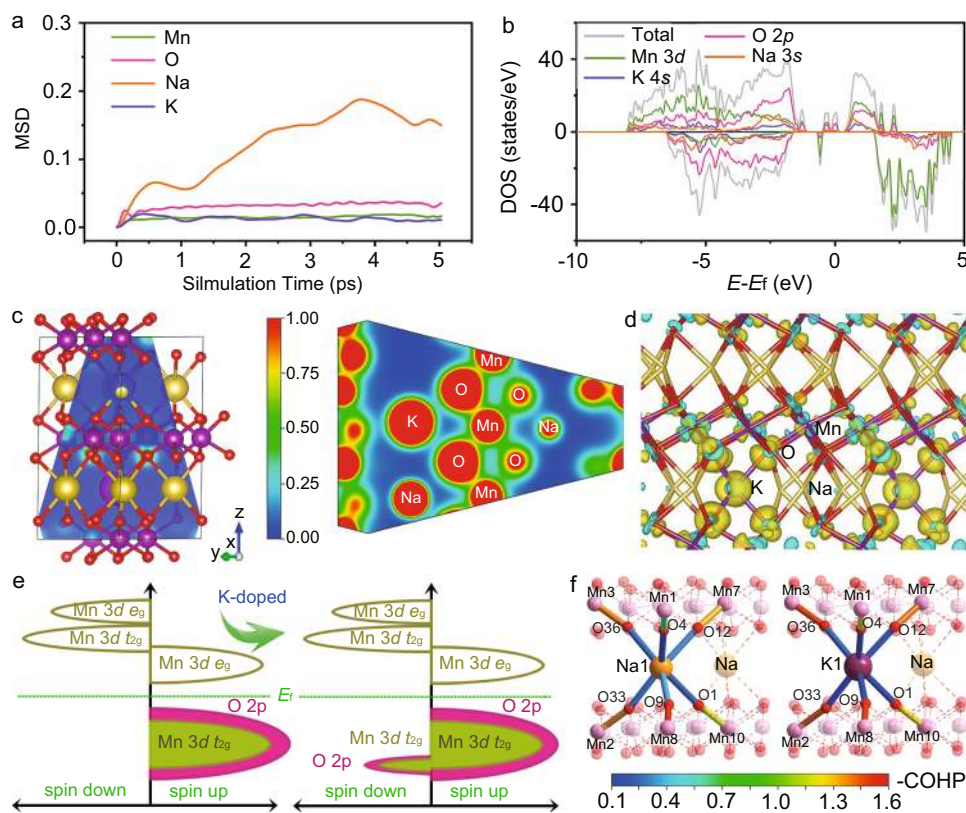 a
0.3
0.2
0.1
0.0
MSD
Mn
O
Na
K
0 1 2 3 4 5
Silmulation Time (ps)
b
40
0
-40
DOS (states/eV)
Total
Mn 3d
K 4s
O 2p
Na 3s
-10 -5 0 5
E-Ef (eV)
c
z
x
y
1.00
0.75
0.50
0.25
0.00
Mn
O
O
K
Mn
Na
O
O
Na
Mn
d
Mn
O
K
Na
e
Mn 3d eg
Mn 3d t2g
Mn 3d eg
Ef
O 2p
Mn 3d t2g
spin down
spin up
K-doped
Mn 3d eg
Mn 3d t2g
Mn 3d eg
O 2p
Mn 3d t2g
O 2p
Mn 3d t2g
spin down
spin up
f
Mn3
Mn1
Mn7
O36
O4
O12
Na1
Na
O33
O9
O1
Mn2
Mn8
Mn10
Mn3
Mn1
Mn7
O36
O4
O12
K1
Na
O33
O9
O1
Mn2
Mn8
Mn10
-COHP
0.1 0.4 0.7 1.0 1.3 1.6